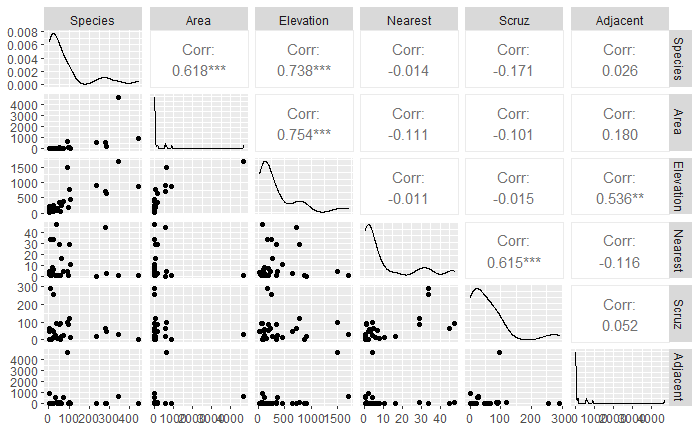 Species Area Elevation Nearest Scruz Adjacent
0.008
0.006
0.004
0.002
0.000
Corr:
0.618***
Corr:
0.738***
Corr:
-0.014
Corr:
-0.171
Corr:
0.026
Species
4000
3000
2000
1000
0
Corr:
0.754***
Corr:
-0.111
Corr:
-0.101
Corr:
0.180
Area
1500
1000
500
0
Corr:
-0.011
Corr:
-0.015
Corr:
0.536**
Elevation
40
30
20
10
0
Corr:
0.615***
Corr:
-0.116
Nearest
300
200
100
0
Corr:
0.052
Scruz
4000
3000
2000
1000
0
Adjacent
0 100 200 300 400
0 1000 2000 3000 4000
0 500 1000 1500
0 10 20 30 40
0 100 200 300
0 1000 2000 3000 4000